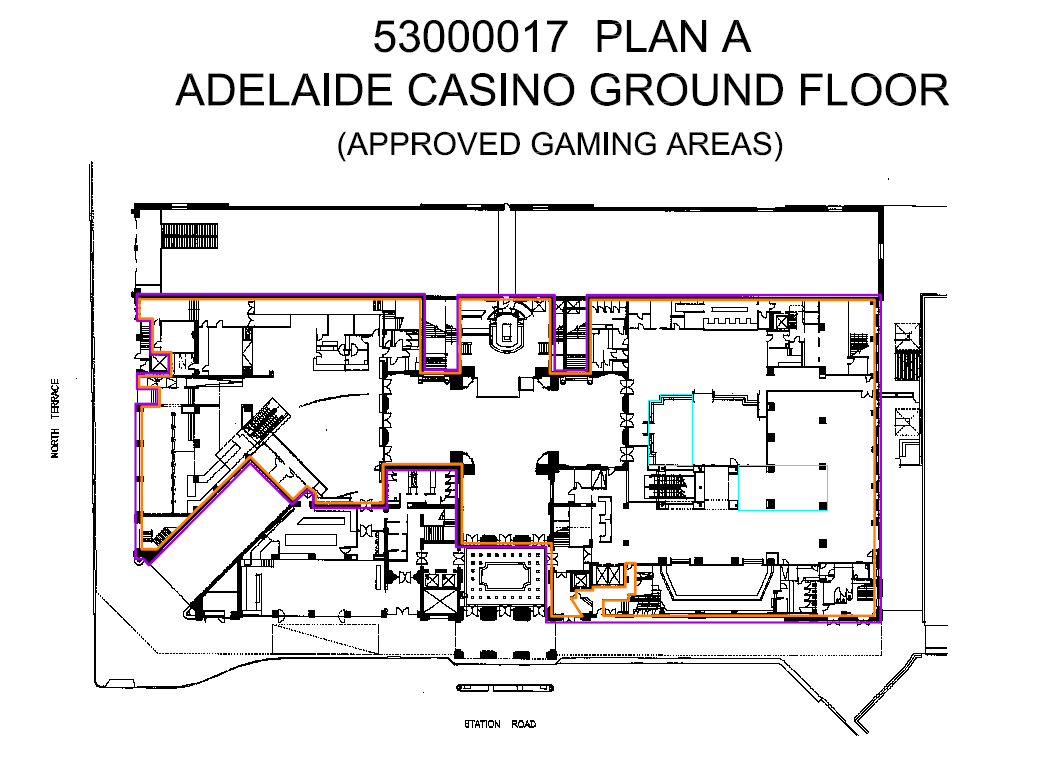 53000017 PLAN A
ADELAIDE CASINO GROUND FLOOR
(APPROVED GAMING AREAS)
NORTH TERRACE
STATION ROAD